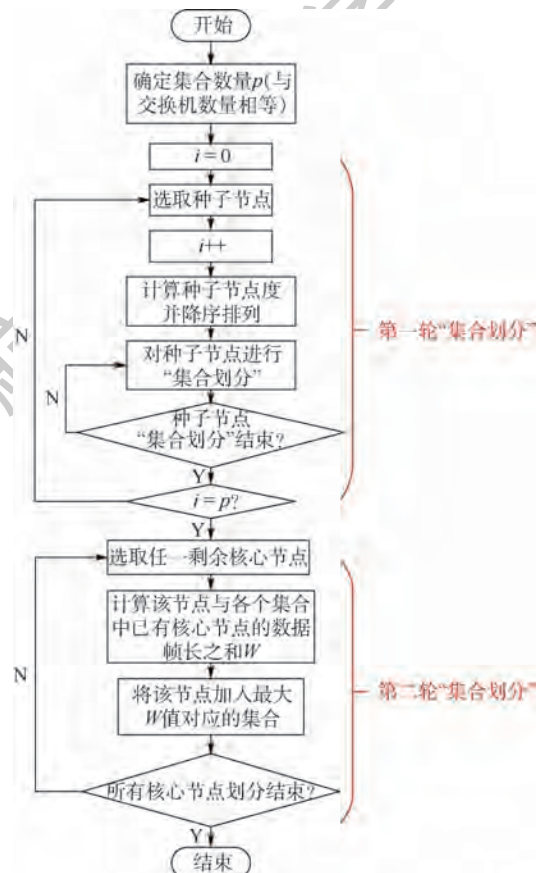 开始
确定集合数量p(与
交换机数量相等)
i=0
选取种子节点
i++
计算种子节点度
并降序排列
N
对种子节点进行
“集合划分”
N
种子节点
“集合划分”结束?
Y
i=p?
Y
第一轮“集合划分”
选取任一剩余核心节点
计算该节点与各个集合
中已有核心节点的数据
帧长之和W
N
将该节点加入最大
W值对应的集合
第二轮“集合划分”
所有核心节点划分结束?
Y
结束